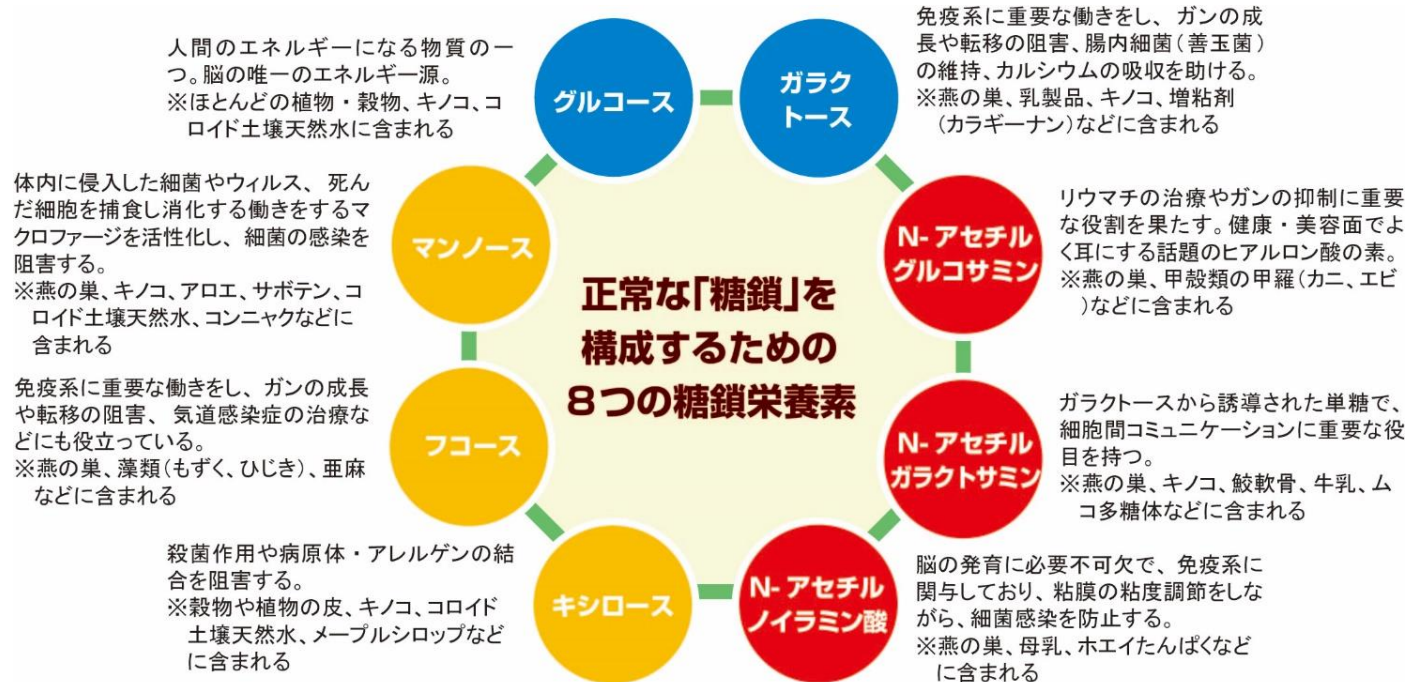 人間のエネルギーになる物質の一
つ。脳の唯一のエネルギー源。
※ほとんどの植物・穀物、キノコ、コ
ロイド土壌天然水に含まれる
グルコース
ガラク
トース
免疫系に重要な働きをし、ガンの成
長や転移の阻害、腸内細菌(善玉菌)
の維持、カルシウムの吸収を助ける。
※燕の巣、乳製品、キノコ、増粘剤
(カラギーナン)などに含まれる
体内に侵入した細菌やウィルス、死ん
だ細胞を捕食し消化する働きをするマ
クロファージを活性化し、細菌の感染を
阻害する。
※燕の巣、キノコ、アロエ、サボテン、コ
ロイド土壌天然水、コンニャクなどに
含まれる
マンノース
N-アセチル
グルコサミン
リウマチの治療やガンの抑制に重要
な役割を果たす。健康・美容面でよ
く耳にする話題のヒアルロン酸の素。
※燕の巣、甲殻類の甲羅(カニ、エビ
)などに含まれる
正常な「糖鎖」を
構成するための
8つの糖鎖栄養素
免疫系に重要な働きをし、ガンの成長
や転移の阻害、気道感染症の治療な
どにも役立っている。
※燕の巣、藻類(もずく、ひじき)、亜麻
などに含まれる
フコース
N-アセチル
ガラクトサミン
ガラクトースから誘導された単糖で、
細胞間コミュニケーションに重要な役
目を持つ。
※燕の巣、キノコ、鮫軟骨、牛乳、ム
コ多糖体などに含まれる
殺菌作用や病原体・アレルゲンの結
合を阻害する。
※穀物や植物の皮、キノコ、コロイド
土壌天然水、メープルシロップなど
に含まれる
キシロース
N-アセチル
ノイラミン酸
脳の発育に必要不可欠で、免疫系に
関与しており、粘膜の粘度調節をしな
がら、細菌感染を防止する。
※燕の巣、母乳、ホエイたんぱくなど
に含まれる